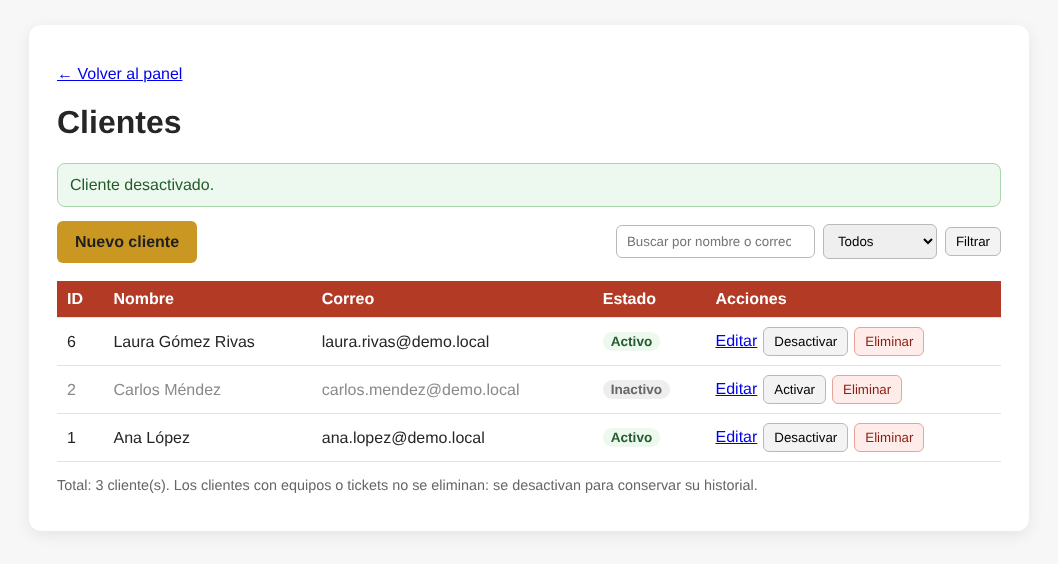 ← Volver al panel
Clientes
Cliente desactivado.
Nuevo cliente
Buscar por nombre o correc
Todos
Filtrar
ID Nombre Correo Estado Acciones
6 Laura Gómez Rivas laura.rivas@demo.local Activo Editar Desactivar Eliminar
2 Carlos Méndez carlos.mendez@demo.local Inactivo Editar Activar Eliminar
1 Ana López ana.lopez@demo.local Activo Editar Desactivar Eliminar
Total: 3 cliente(s). Los clientes con equipos o tickets no se eliminan: se desactivan para conservar su historial.